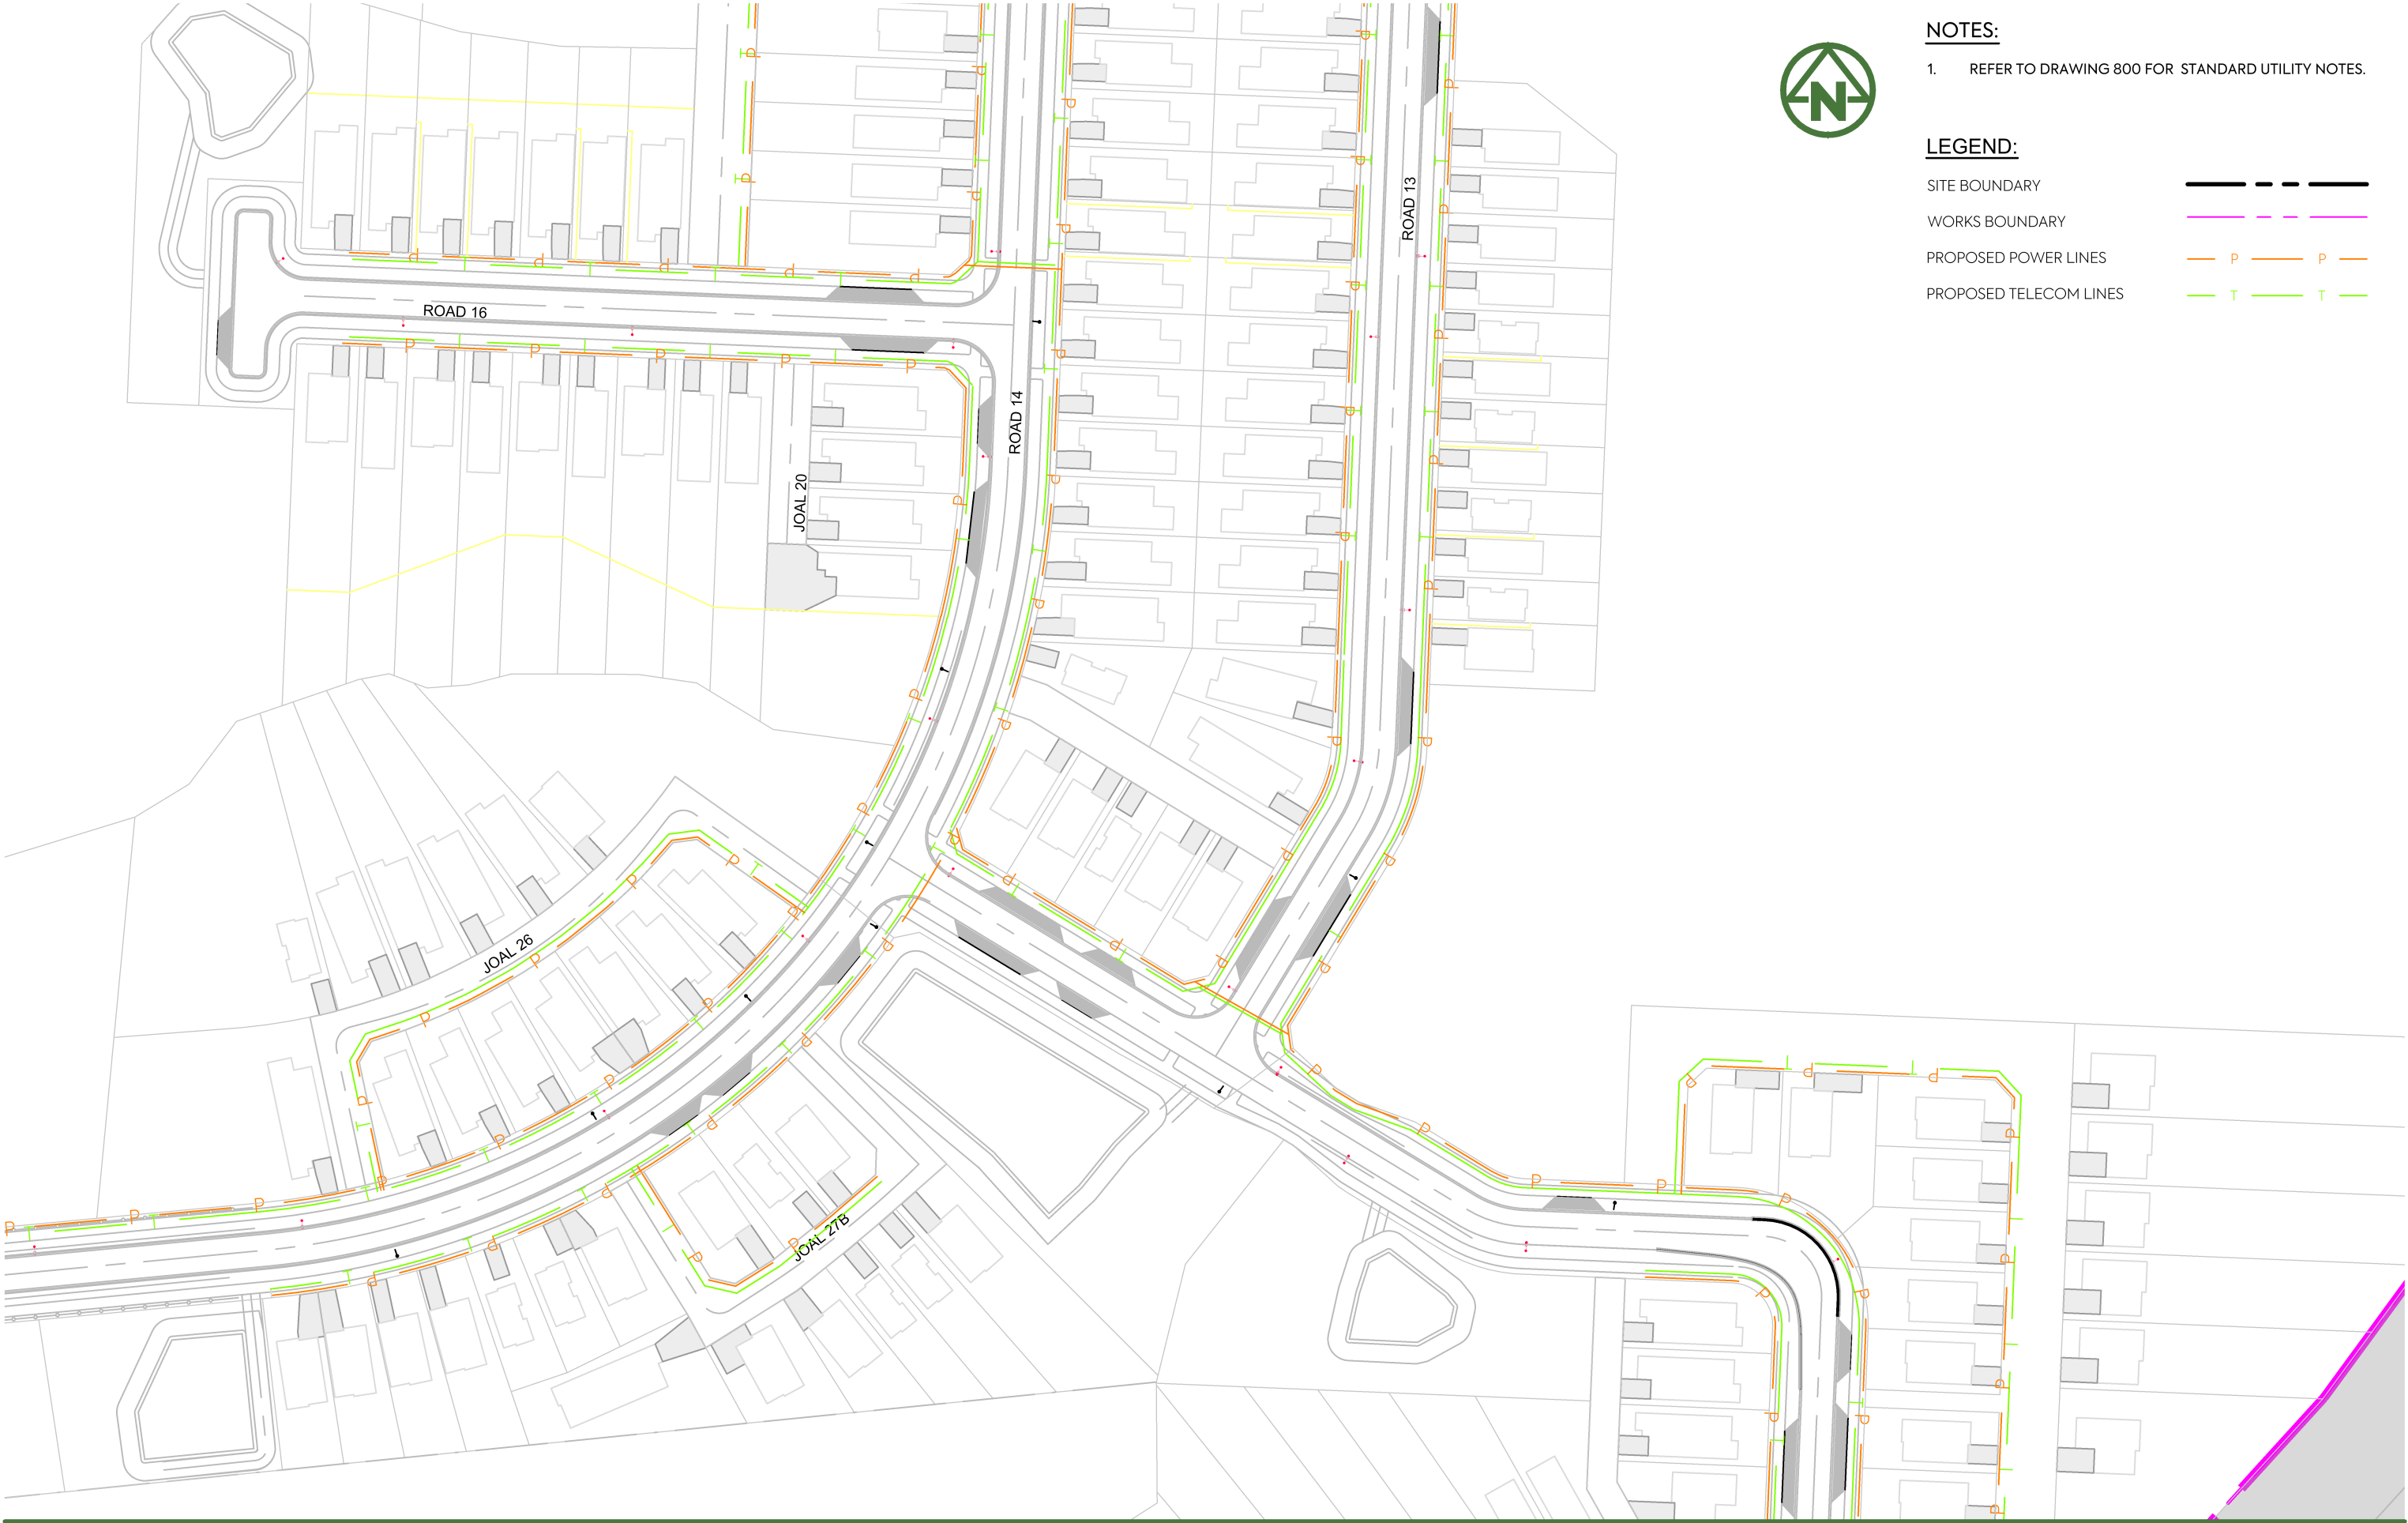 NOTES:
1. REFER TO DRAWING 800 FOR STANDARD UTILITY NOTES.
N
LEGEND:
SITE BOUNDARY
WORKS BOUNDARY
PROPOSED POWER LINES P P
PROPOSED TELECOM LINES T T
ROAD 13
ROAD 16
ROAD 14
JOAL 20
JOAL 26
JOAL 27B